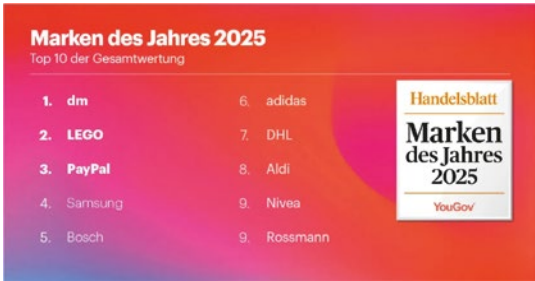 Marken des Jahres 2025
Top 10 der Gesamtwertung
1. dm
2. LEGO
3. PayPal
4. Samsung
5. Bosch
6. adidas
7. DHL
8. Aldi
9. Nivea
9. Rossmann
Handelsblatt
Marken
des Jahres
2025
YouGov